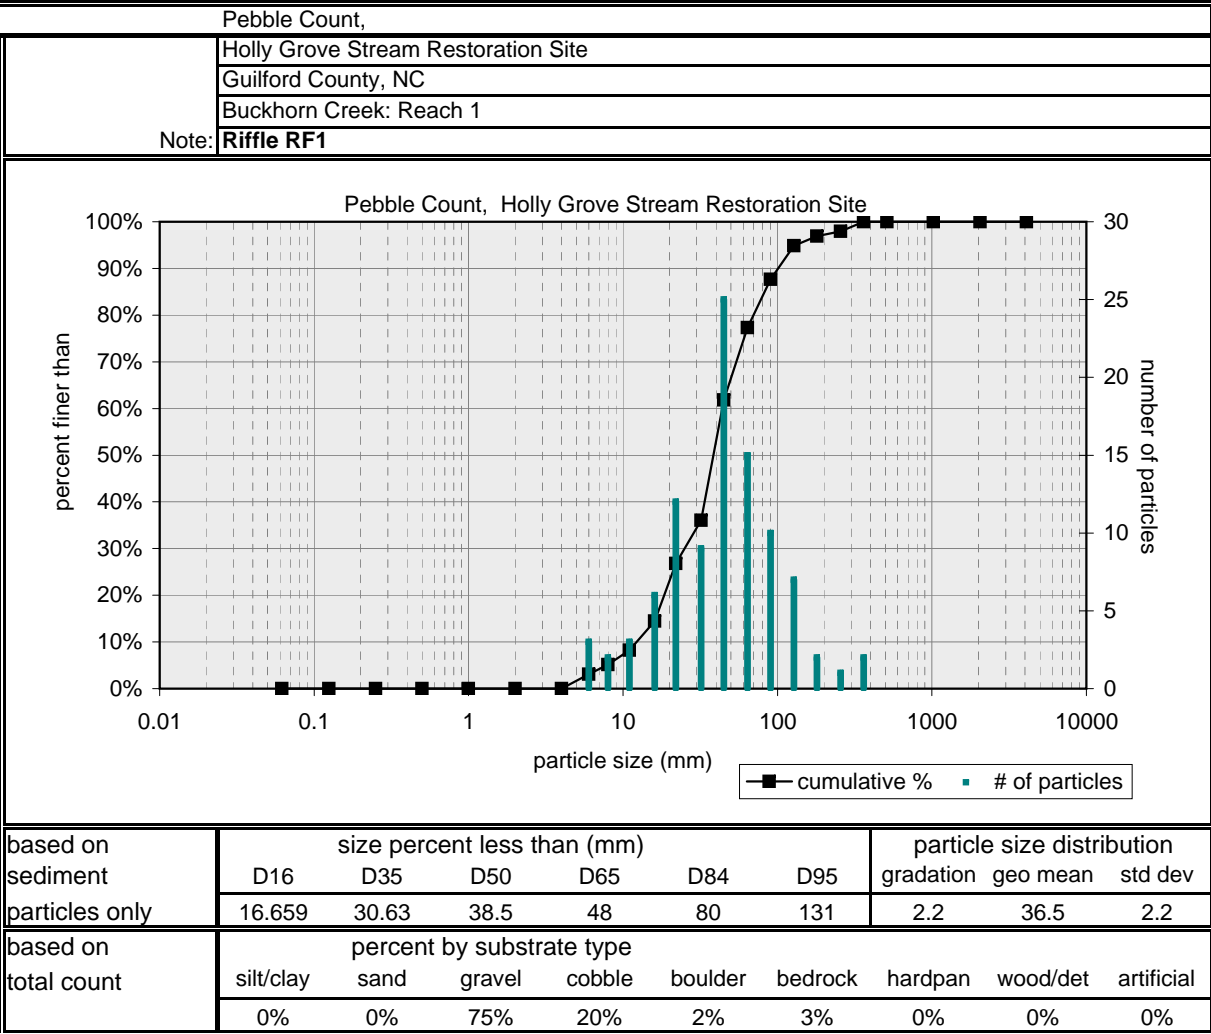 Pebble Count,
Holly Grove Stream Restoration Site
Guilford County, NC
Buckhorn Creek: Reach 1
Note: Riffle RF1
Pebble Count, Holly Grove Stream Restoration Site
100%
90%
80%
70%
60%
50%
40%
30%
20%
10%
0%
percent finer than
30
25
20
15
10
5
0
number of particles
0.01 0.1 1 10 100 1000 10000
particle size (mm)
cumulative % # of particles
based on size percent less than (mm) particle size distribution
sediment D16 D35 D50 D65 D84 D95 gradation geo mean std dev
particles only 16.659 30.63 38.5 48 80 131 2.2 36.5 2.2
based on percent by substrate type
total count silt/clay sand gravel cobble boulder bedrock hardpan wood/det artificial
0% 0% 75% 20% 2% 3% 0% 0% 0%